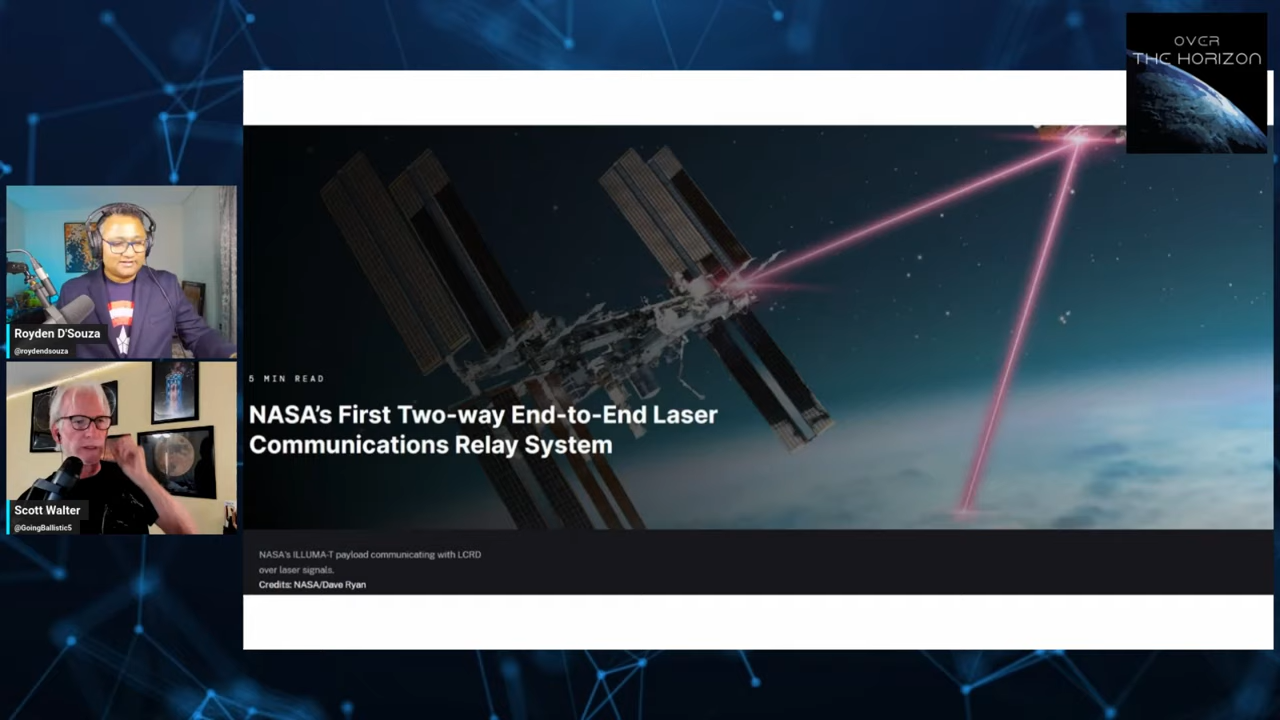 OVER
THE HORIZON
Royden D'Souza
@roydendsouza
Scott Walter
@GoingBallistic5
5 MIN READ
NASA's First Two-way End-to-End Laser
Communications Relay System
NASA's ILLUMA-T payload communicating with LCRD
over laser signals.
Credits: NASA/Dave Ryan